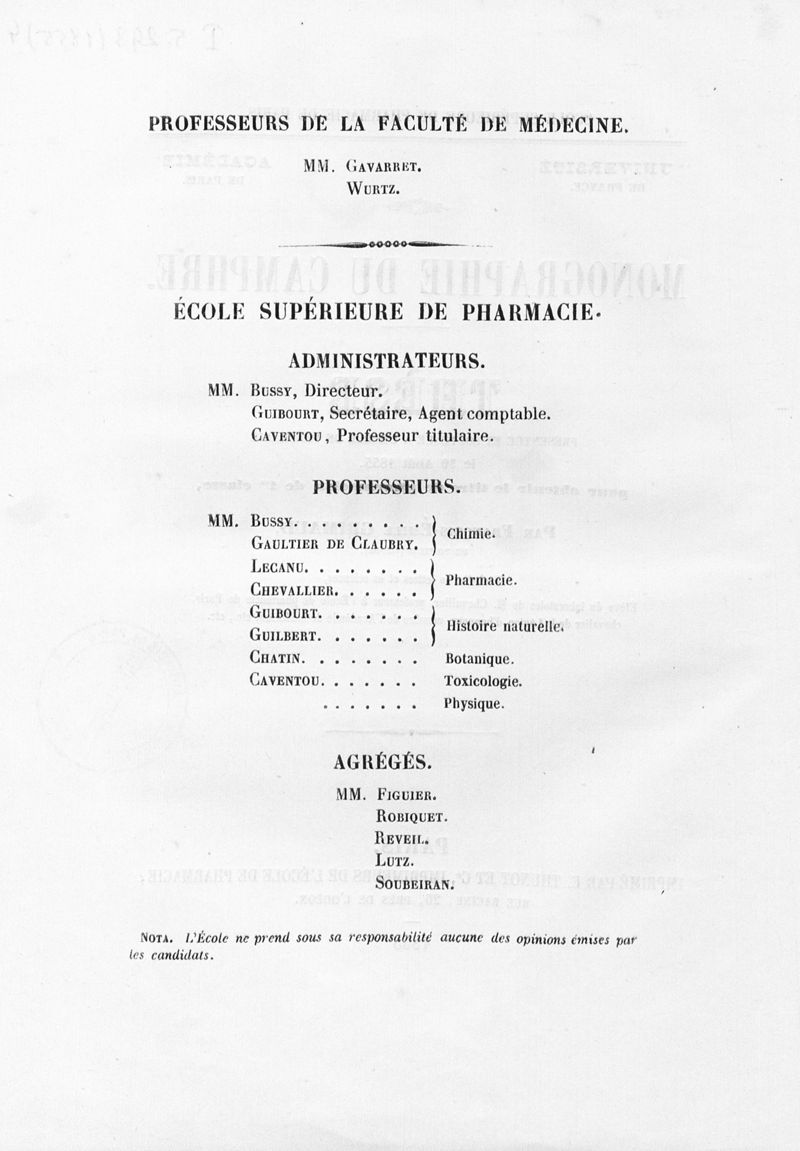 PROFESSEURS DE LA FACULTÉ DE MÉDECINE.
MM. GAVARRET.
WURTZ.
ÉCOLE SUPÉRIEURE DE PHARMACIE.
ADMINISTRATEURS.
MM. BUSSY, Directeur.
GUIBOURT, Secrétaire, Agent comptable.
CAVENTOU, Professeur titulaire.
PROFESSEURS.
MM. BUSSY. . . . . . . . .
GAULTIER DE CLAUBRY.
Chimie.
LECANU. . . . . . . .
CHEVALLIER. . . . . .
Pharmacie.
GUIBOURT. . . . . . .
GUILBERT. . . . . . .
Histoire naturelle.
CHATIN. . . . . . . . Botanique.
CAVENTOU. . . . . . . Toxicologie.
. . . . . . . Physique.
AGRÉGÉS.
MM. FIGUIER.
ROBIQUET.
REVEIL.
LUTZ.
SOUBEIRAN.
NOTA. L'École ne prend sous sa responsabilité aucune des opinions émises par
les candidats.